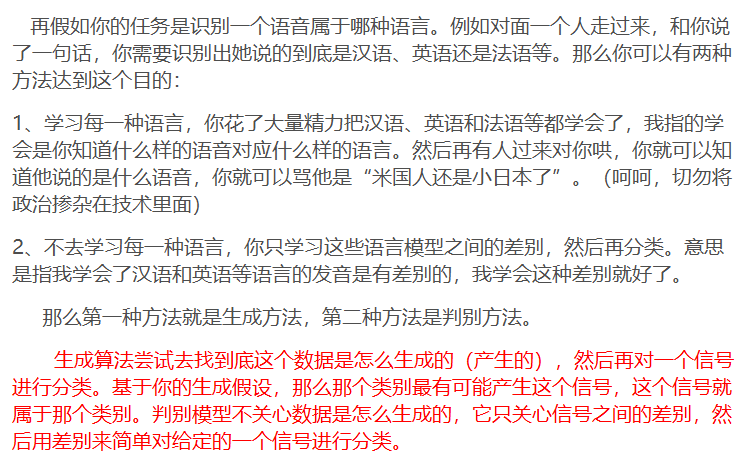 再假如你的任务是识别一个语音属于哪种语言。例如对面一个人走过来，和你说
了一句话，你需要识别出她说的到底是汉语、英语还是法语等。那么你可以有两种
方法达到这个目的：
1、学习每一种语言，你花了大量精力把汉语、英语和法语等都学会了，我指的学
会是你知道什么样的语音对应什么样的语言。然后再有人过来对你哄，你就可以知
道他说的是什么语音，你就可以骂他是“米国人还是小日本了”。（呵呵，切勿将
政治掺杂在技术里面）
2、不去学习每一种语言，你只学习这些语言模型之间的差别，然后再分类。意思
是指我学会了汉语和英语等语言的发音是有差别的，我学会这种差别就好了。
那么第一种方法就是生成方法，第二种方法是判别方法。
生成算法尝试去找到底这个数据是怎么生成的（产生的），然后再对一个信号
进行分类。基于你的生成假设，那么那个类别最有可能产生这个信号，这个信号就
属于那个类别。判别模型不关心数据是怎么生成的，它只关心信号之间的差别，然
后用差别来简单对给定的一个信号进行分类。